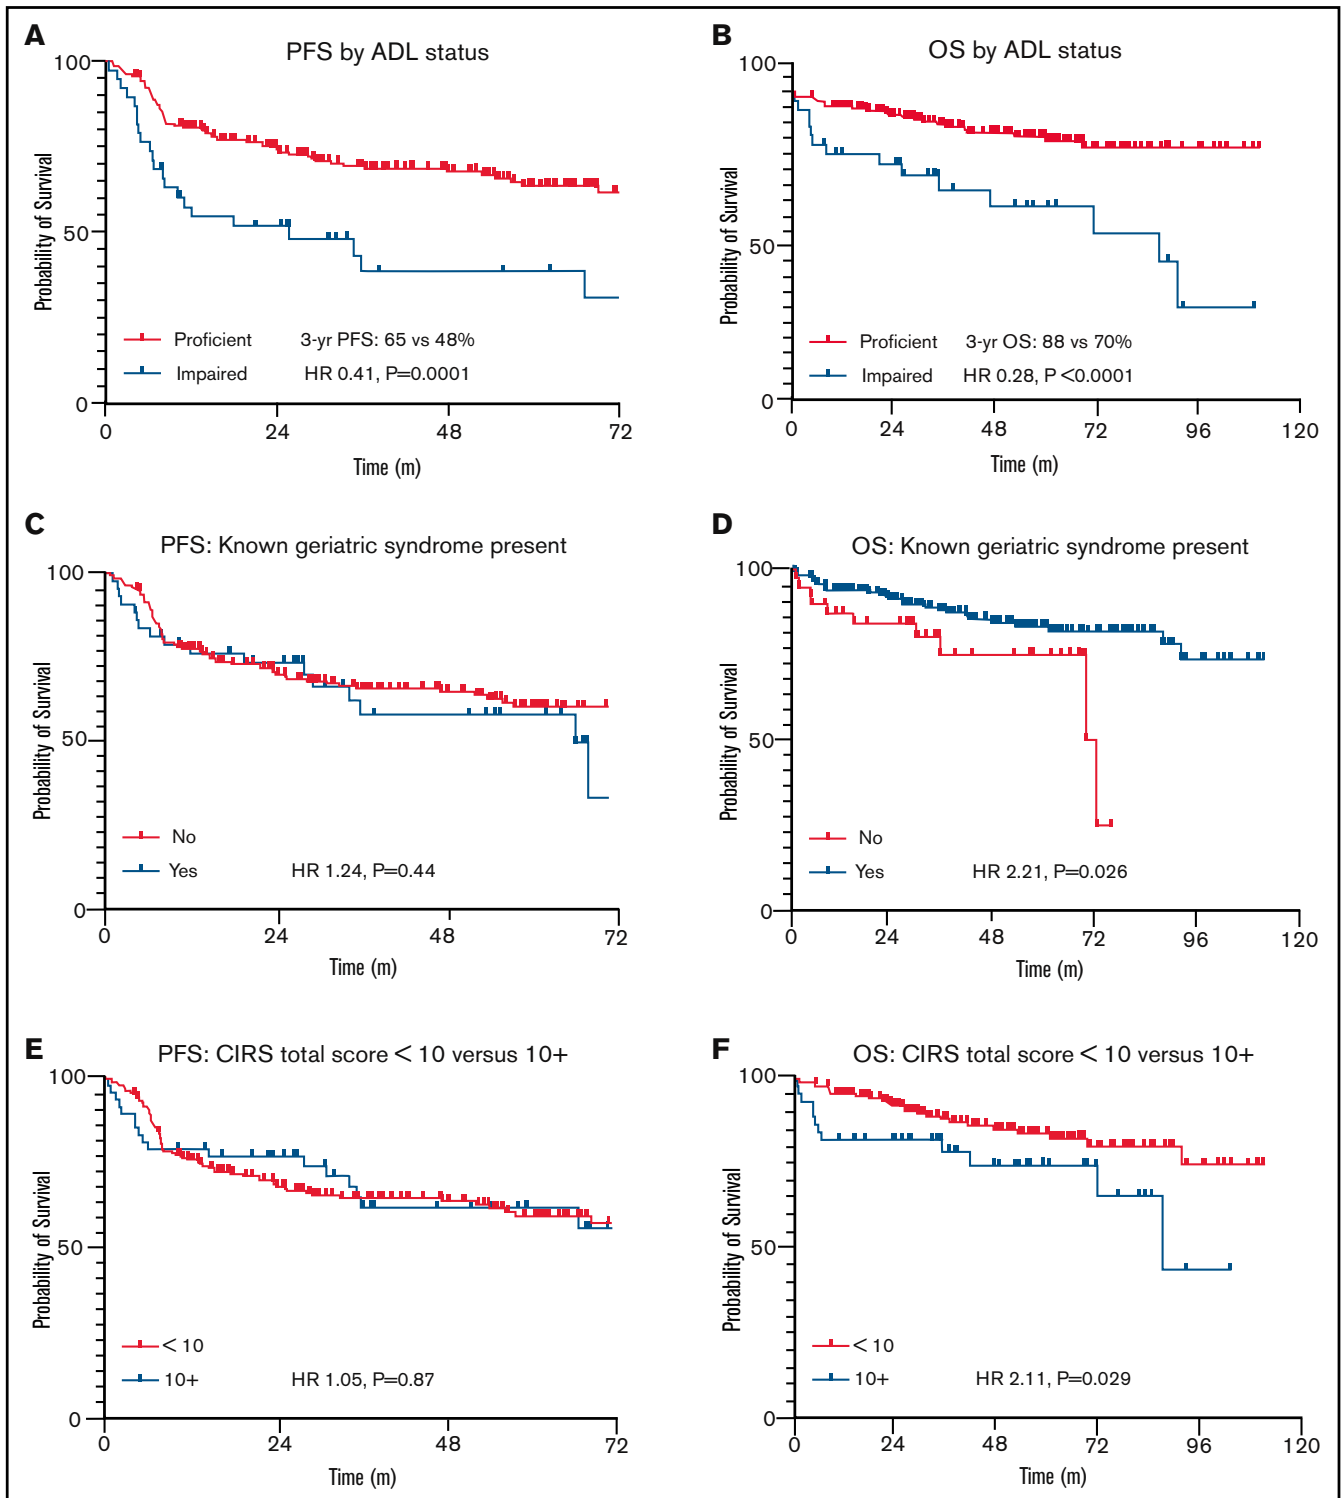 A
PFS by ADL status
100
50
0
Probability of Survival
Proficient 3-yr PFS: 65 vs 48%
Impaired HR 0.41, P=0.0001
0 24 48 72
Time (m)
B
OS by ADL status
100
50
0
Probability of Survival
Proficient 3-yr OS: 88 vs 70%
Impaired HR 0.28, P <0.0001
0 24 48 72 96 120
Time (m)
C
PFS: Known geriatric syndrome present
100
50
0
Probability of Survival
No
Yes HR 1.24, P=0.44
0 24 48 72
Time (m)
D
OS: Known geriatric syndrome present
100
50
0
Probability of Survival
No
Yes HR 2.21, P=0.026
0 24 48 72 96 120
Time (m)
E
PFS: CIRS total score < 10 versus 10+
100
50
0
Probability of Survival
< 10
10+ HR 1.05, P=0.87
0 24 48 72
Time (m)
F
OS: CIRS total score < 10 versus 10+
100
50
0
Probability of Survival
< 10
10+ HR 2.11, P=0.029
0 24 48 72 96 120
Time (m)